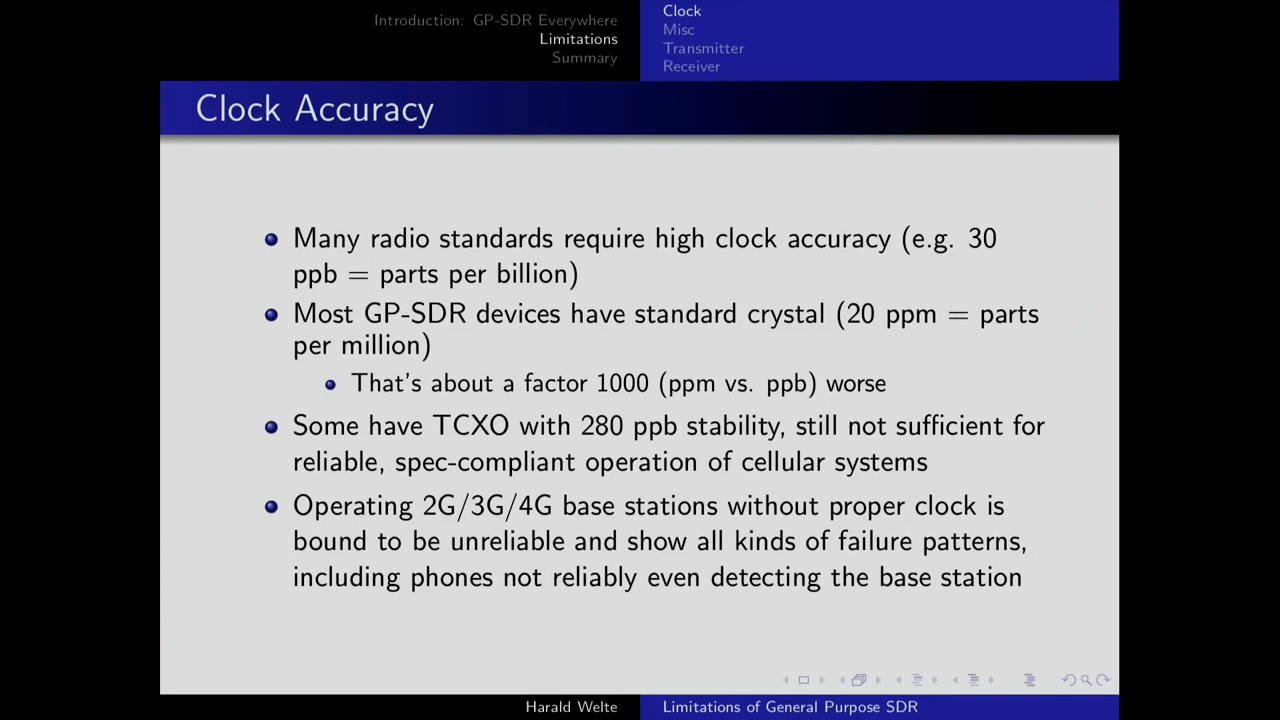 Introduction: GP-SDR Everywhere
Limitations
Summary
Clock
Misc
Transmitter
Receiver
Clock Accuracy
Many radio standards require high clock accuracy (e.g. 30
ppb = parts per billion)
Most GP-SDR devices have standard crystal (20 ppm = parts
per million)
That's about a factor 1000 (ppm vs. ppb) worse
Some have TCXO with 280 ppb stability, still not sufficient for
reliable, spec-compliant operation of cellular systems
Operating 2G/3G/4G base stations without proper clock is
bound to be unreliable and show all kinds of failure patterns,
including phones not reliably even detecting the base station
Harald Welte
Limitations of General Purpose SDR